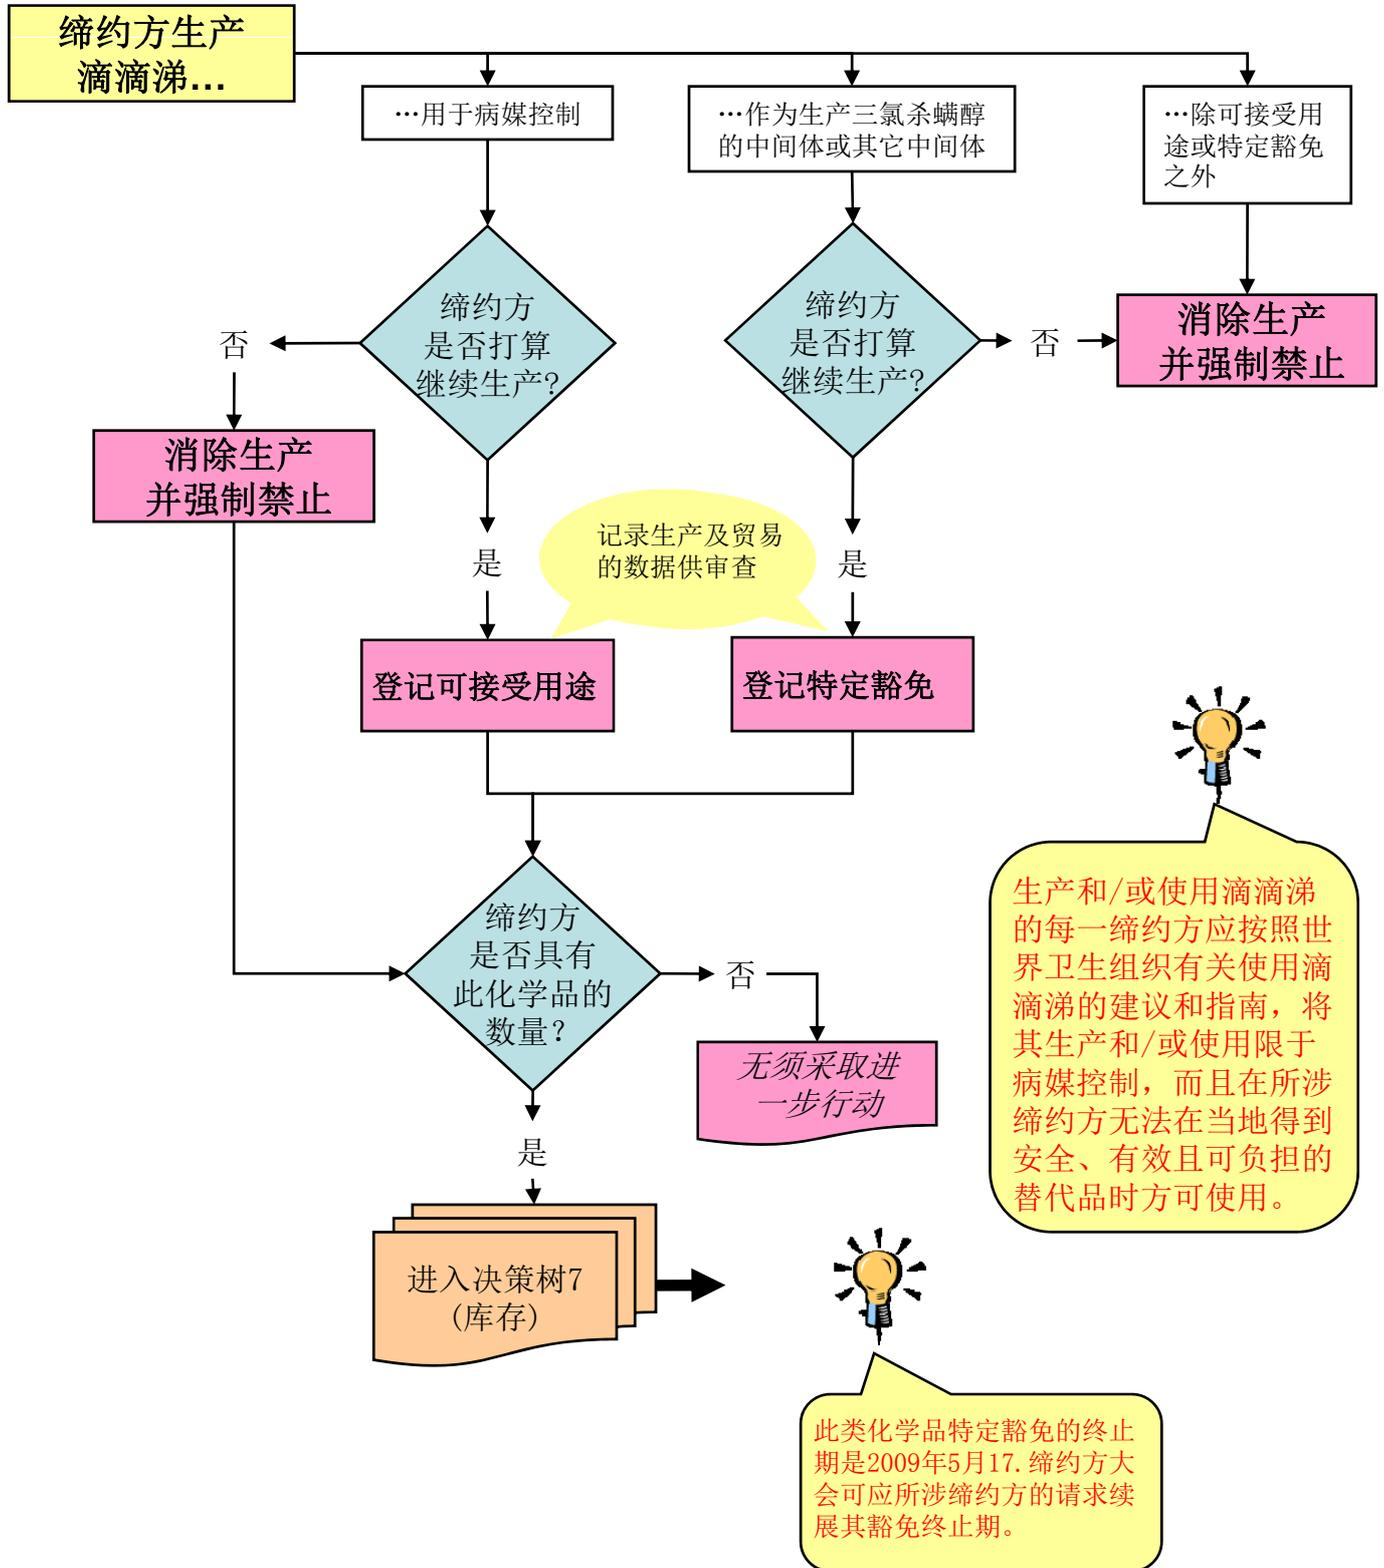 缔约方生产
滴滴涕…
…用于病媒控制
…作为生产三氯杀螨醇
的中间体或其它中间体
…除可接受用
途或特定豁免
之外
缔约方
是否打算
继续生产?
缔约方
是否打算
继续生产?
否
否
消除生产
并强制禁止
消除生产
并强制禁止
记录生产及贸易
的数据供审查
是
是
登记可接受用途
登记特定豁免
缔约方
是否具有
此化学品的
数量？
否
无须采取进
一步行动
是
进入决策树7
(库存)
生产和/或使用滴滴涕
的每一缔约方应按照世
界卫生组织有关使用滴
滴涕的建议和指南，将
其生产和/或使用限于
病媒控制，而且在所涉
缔约方无法在当地得到
安全、有效且可负担的
替代品时方可使用。
此类化学品特定豁免的终止
期是2009年5月17.缔约方大
会可应所涉缔约方的请求续
展其豁免终止期。